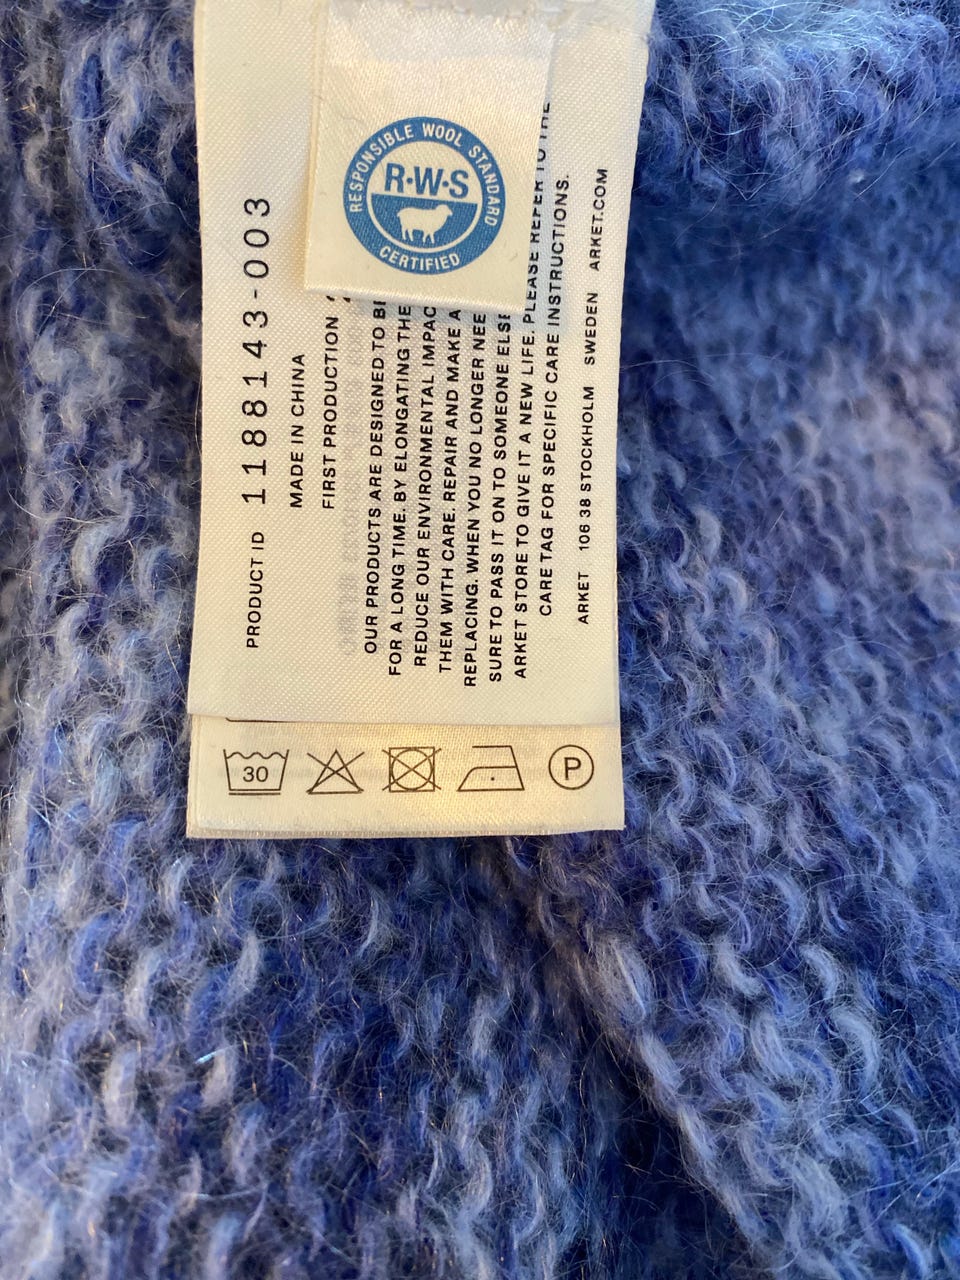 RESPONSIBLE WOOL STANDARD
R·W·S
CERTIFIED
PRODUCT ID 1188143-003
MADE IN CHINA
FIRST PRODUCTION
OUR PRODUCTS ARE DESIGNED TO
FOR A LONG TIME. BY ELONGATING THE
REDUCE OUR ENVIRONMENTAL
THEM WITH CARE. REPAIR AND MAKE
REPLACING. WHEN YOU NO LONGER
SURE TO PASS IT ON TO SOMEONE
ARKET STORE TO GIVE IT A NEW LIFE. PLEASE REFER TO THE
CARE TAG FOR SPECIFIC CARE INSTRUCTIONS.
ARKET 106 38 STOCKHOLM SWEDEN ARKET.COM
30
P